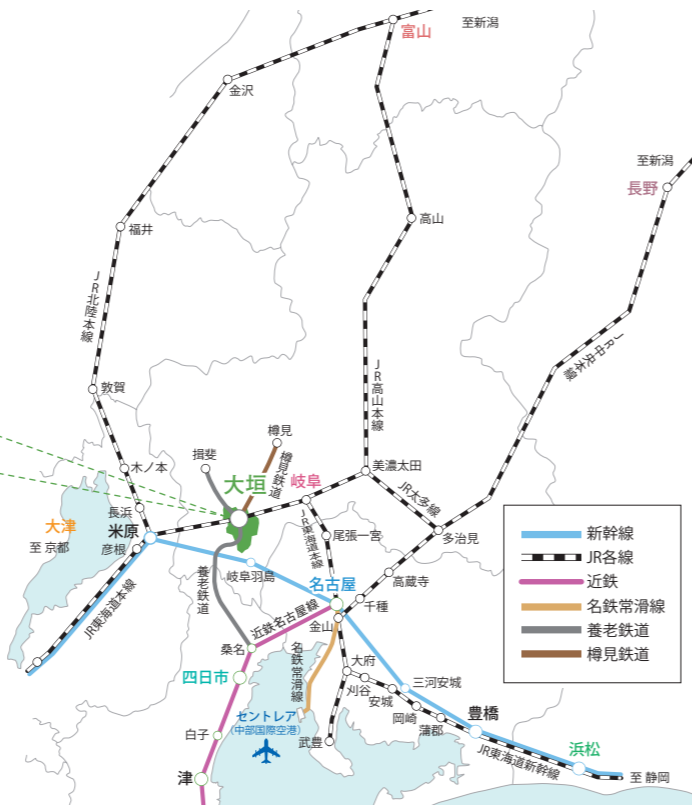 至新潟
富山
金沢
至新潟
長野
高山
福井
JR北陸本線
JR中央本線
JR高山本線
敦賀
樽見
揖斐
樽見鉄道
木ノ本
美濃太田
大垣
岐阜
JR太多線
長浜
大津
米原
JR東海道本線
尾張一宮
多治見
至 京都
彦根
岐阜羽島
高蔵寺
養老鉄道
名古屋
千種
JR東海道本線
近鉄名古屋線
金山
桑名
名鉄常滑線
大府
四日市
刈谷
三河安城
安城
セントレア
(中部国際空港)
岡崎
豊橋
白子
武豊
蒲郡
浜松
JR東海道新幹線
津
至 静岡
新幹線
JR各線
近鉄
名鉄常滑線
養老鉄道
樽見鉄道